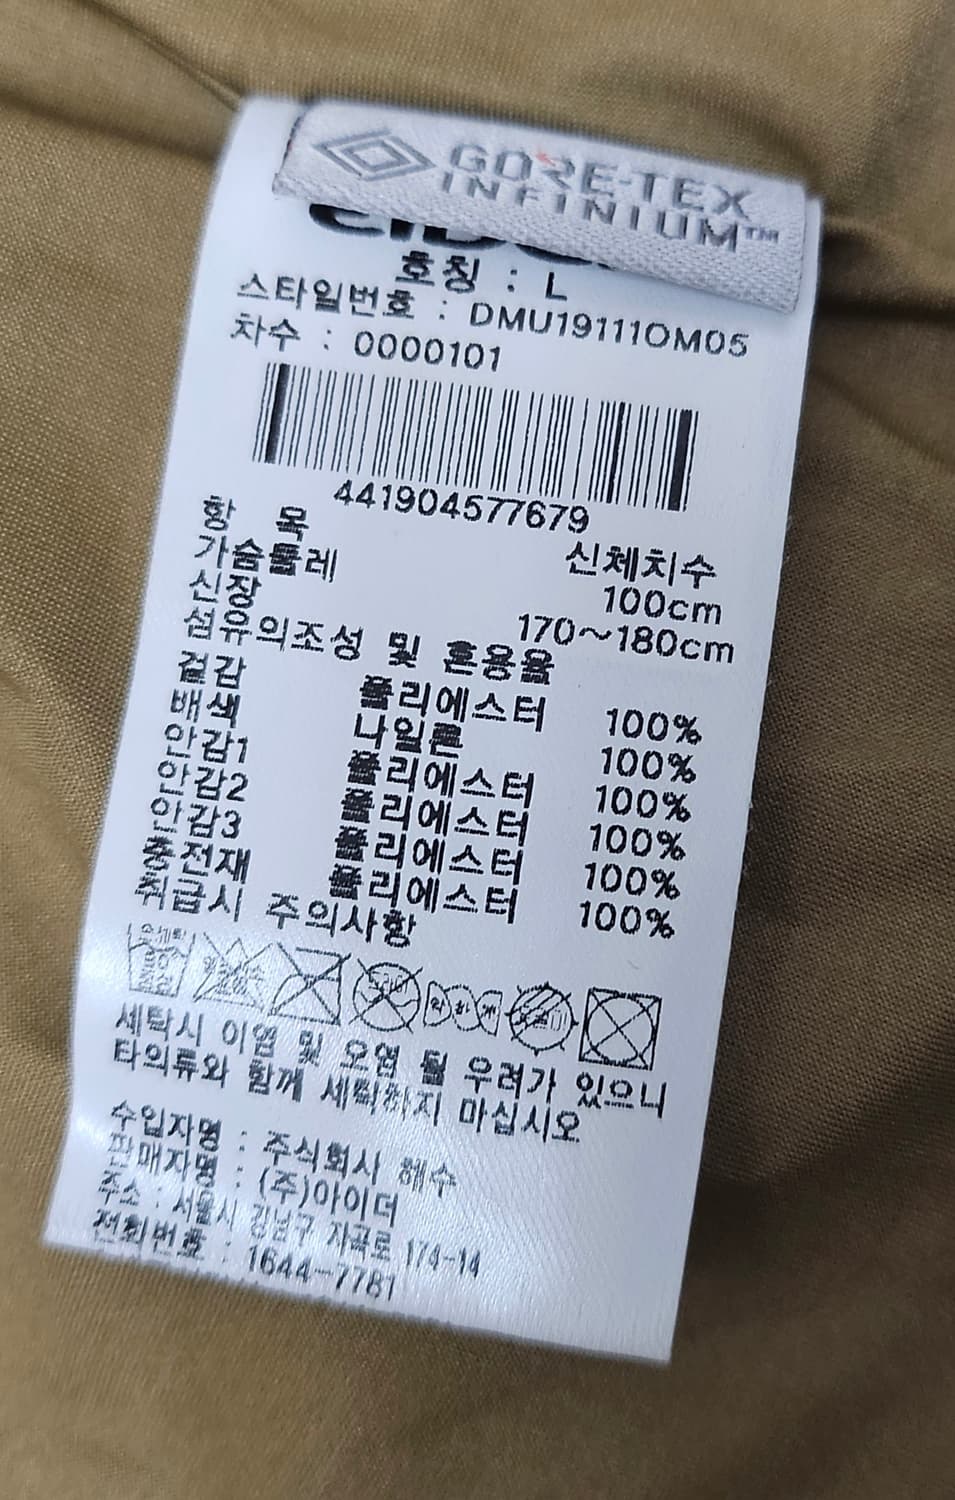 GORE-TEX
INFINIUM™
호칭 : L
스타일번호 : DMU19111OM05
차수 : 0000101
441904577679
항 목 신체치수
가슴둘레 100cm
신장 170~180cm
섬유의조성 및 혼용율
겉감 폴리에스터 100%
배색 나일론 100%
안감1 폴리에스터 100%
안감2 폴리에스터 100%
안감3 폴리에스터 100%
충전재 폴리에스터 100%
취급시 주의사항
드라이
세탁시 이염 및 오염 될 우려가 있으니
타의류와 함께 세탁하지 마십시오
수입자명 : 주식회사 해수
판매자명 : (주)아이더
주소 : 서울시 강남구 자곡로 174-14
전화번호 : 1644-7781